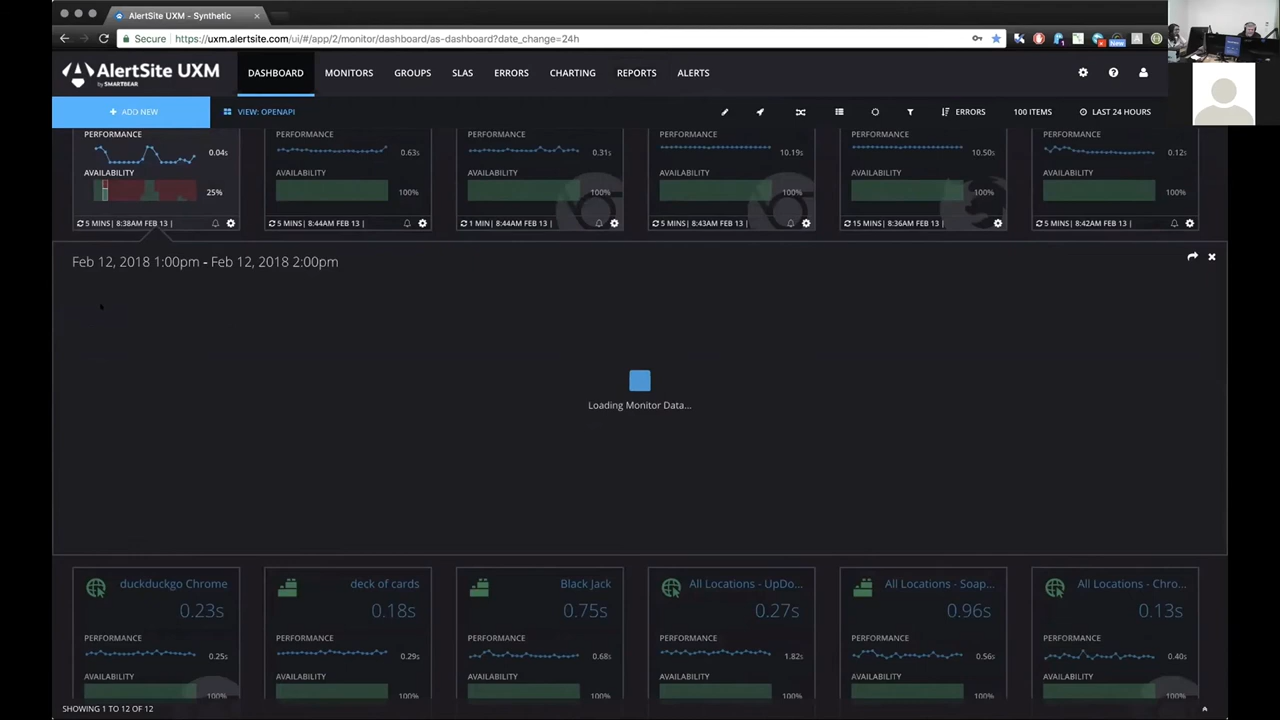 AlertSite UXM - Synthetic
Secure https://uxm.alertsite.com/ui/#/app/2/monitor/dashboard/as-dashboard?date_change=24h
New
AlertSite UXM
by SMARTBEAR
DASHBOARD MONITORS GROUPS SLAS ERRORS CHARTING REPORTS ALERTS
+ ADD NEW VIEW: OPENAPI ERRORS 100 ITEMS LAST 24 HOURS
PERFORMANCE PERFORMANCE PERFORMANCE PERFORMANCE PERFORMANCE PERFORMANCE
0.04s 0.63s 0.31s 10.19s 10.50s 0.12s
AVAILABILITY AVAILABILITY AVAILABILITY AVAILABILITY AVAILABILITY AVAILABILITY
25% 100% 100% 100% 100% 100%
5 MINS| 8:38AM FEB 13 | 5 MINS| 8:44AM FEB 13 | 1 MIN| 8:44AM FEB 13 | 5 MINS| 8:43AM FEB 13 | 15 MINS| 8:36AM FEB 13 | 5 MINS| 8:42AM FEB 13 |
Feb 12, 2018 1:00pm - Feb 12, 2018 2:00pm
Loading Monitor Data...
duckduckgo Chrome deck of cards Black Jack All Locations - UpDo... All Locations - Soap... All Locations - Chro...
0.23s 0.18s 0.75s 0.27s 0.96s 0.13s
PERFORMANCE PERFORMANCE PERFORMANCE PERFORMANCE PERFORMANCE PERFORMANCE
0.25s 0.29s 0.68s 1.82s 0.56s 0.40s
AVAILABILITY AVAILABILITY AVAILABILITY AVAILABILITY AVAILABILITY AVAILABILITY
100% 100% 100% 100% 100% 100%
SHOWING 1 TO 12 OF 12